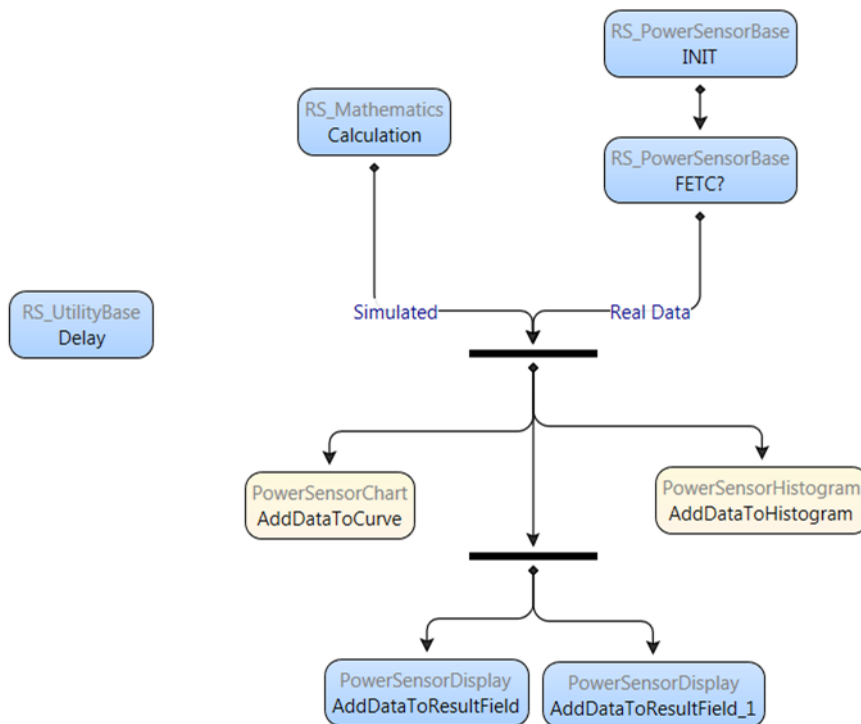 RS_PowerSensorBase
INIT
RS_Mathematics
Calculation
RS_PowerSensorBase
FETC?
RS_UtilityBase
Delay
Simulated
Real Data
PowerSensorChart
AddDataToCurve
PowerSensorHistogram
AddDataToHistogram
PowerSensorDisplay
AddDataToResultField
PowerSensorDisplay
AddDataToResultField_1